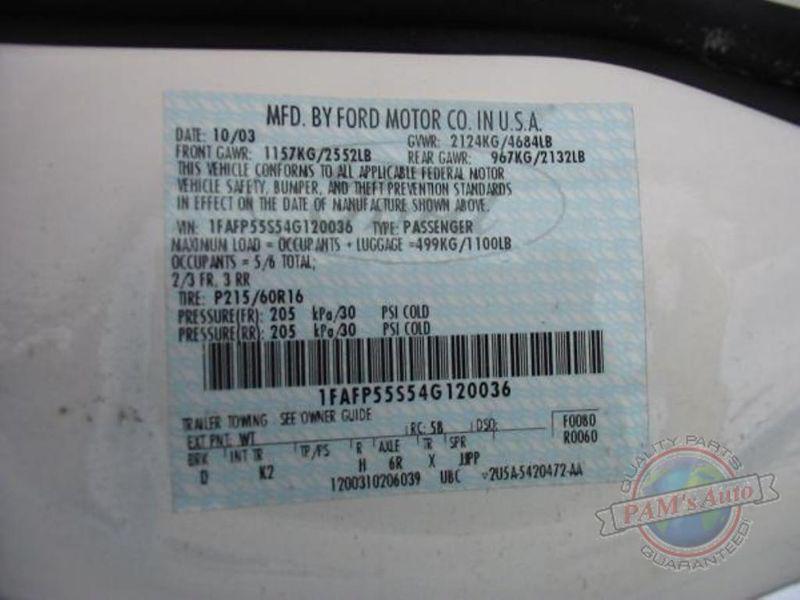 MFD. BY FORD MOTOR CO. IN U.S.A.
DATE: 10/03 GVWR: 2124KG/4684LB
FRONT GAWR: 1157KG/2552LB REAR GAWR: 967KG/2132LB
THIS VEHICLE CONFORMS TO ALL APPLICABLE FEDERAL MOTOR
VEHICLE SAFETY, BUMPER, AND THEFT PREVENTION STANDARDS
IN EFFECT ON THE DATE OF MANUFACTURE SHOWN ABOVE.
VIN: 1FAFP55S54G120036 TYPE: PASSENGER
MAXIMUM LOAD = OCCUPANTS + LUGGAGE =499KG/1100LB
OCCUPANTS = 5/6 TOTAL;
2/3 FR, 3 RR
TIRE: P215/60R16
PRESSURE(FR): 205 kPa/30 PSI COLD
PRESSURE(RR): 205 kPa/30 PSI COLD
1FAFP55S54G120036
TRAILER TOWING SEE OWNER GUIDE
EXT PNT: WT RC: 58 DSO: F0080
R0060
BRK INT TR TP/PS R AXLE TR SPR
D K2 H 6R X JJPP
1200310206039 UBC 2U5A-5420472-AA
QUALITY PARTS
PAM's Auto
GUARANTEED!